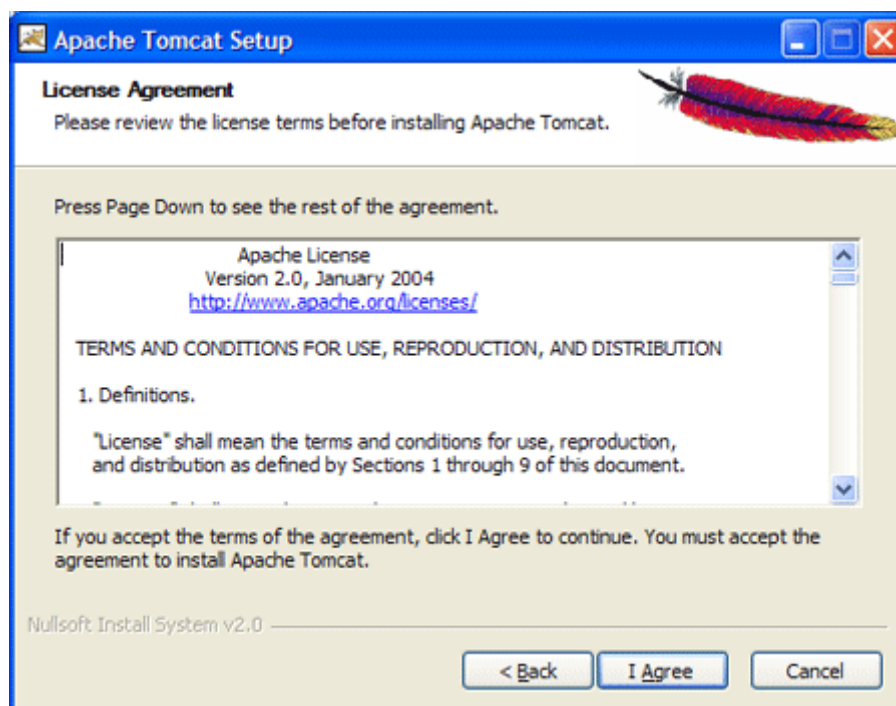 Apache Tomcat Setup
License Agreement
Please review the license terms before installing Apache Tomcat.
Press Page Down to see the rest of the agreement.
Apache License
Version 2.0, January 2004
http://www.apache.org/licenses/
TERMS AND CONDITIONS FOR USE, REPRODUCTION, AND DISTRIBUTION
1. Definitions.
"License" shall mean the terms and conditions for use, reproduction,
and distribution as defined by Sections 1 through 9 of this document.
If you accept the terms of the agreement, click I Agree to continue. You must accept the
agreement to install Apache Tomcat.
Nullsoft Install System v2.0
< Back
I Agree
Cancel